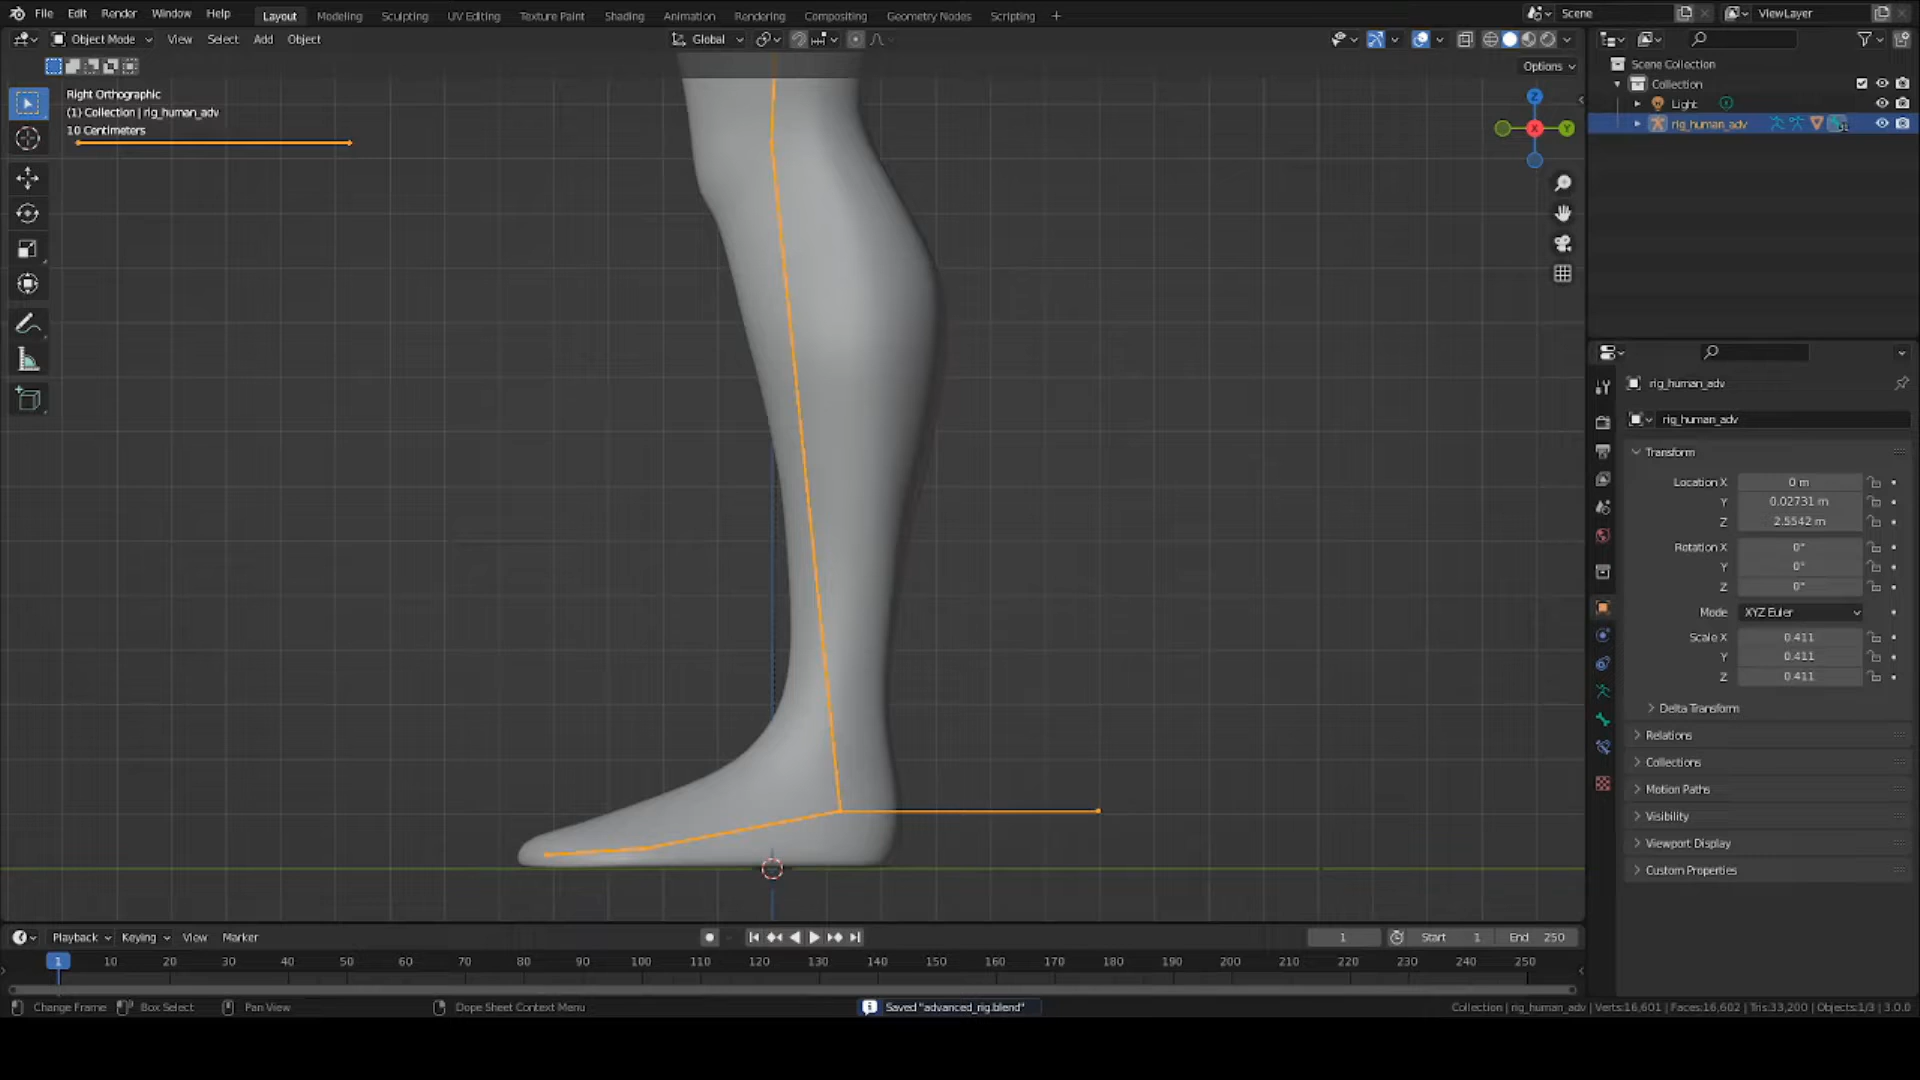 File Edit Render Window Help Layout Modeling Sculpting UV Editing Texture Paint Shading Animation Rendering Compositing Geometry Nodes Scripting + Scene ViewLayer
Object Mode View Select Add Object Global
Options
Right Orthographic
(1) Collection | rig_human_adv
10 Centimeters
Z
X
Y
Scene Collection
Collection
Light
rig_human_adv
rig_human_adv
rig_human_adv
Transform
Location X 0 m
Y 0.02731 m
Z 2.5542 m
Rotation X 0°
Y 0°
Z 0°
Mode XYZ Euler
Scale X 0.411
Y 0.411
Z 0.411
Delta Transform
Relations
Collections
Motion Paths
Visibility
Viewport Display
Custom Properties
Playback Keying View Marker 1 Start 1 End 250
1 10 20 30 40 50 60 70 80 90 100 110 120 130 140 150 160 170 180 190 200 210 220 230 240 250
Change Frame Box Select Pan View Dope Sheet Context Menu Saved "advanced_rig.blend" Collection | rig_human_adv | Verts:16,601 | Faces:16,602 | Tris:33,200 | Objects:1/3 | 3.0.0